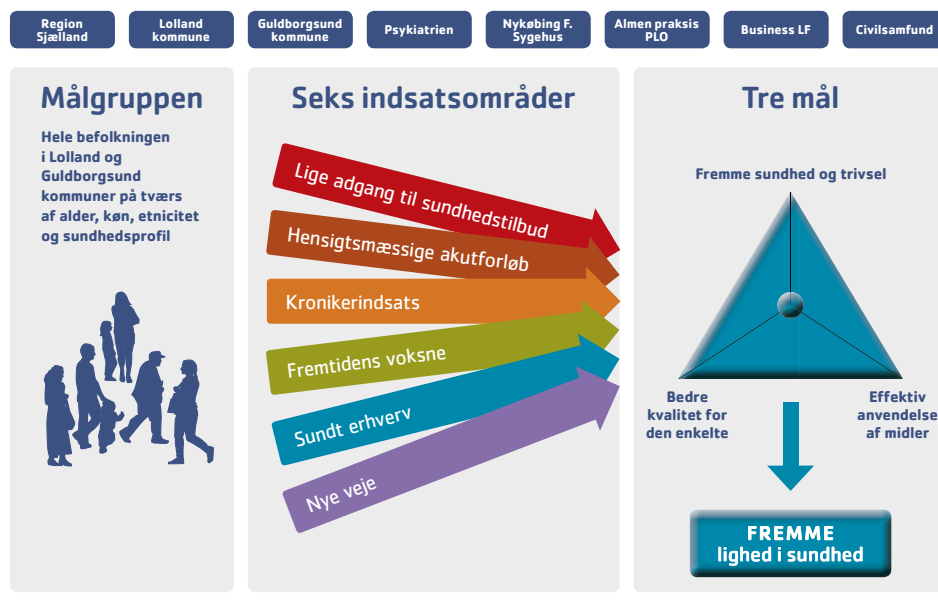 Region
Sjælland
Lolland
kommune
Guldborgsund
kommune
Psykiatrien
Nykøbing F.
Sygehus
Almen praksis
PLO
Business LF
Civilsamfund
Målgruppen
Hele befolkningen
i Lolland og
Guldborgsund
kommuner på tværs
af alder, køn, etnicitet
og sundhedsprofil
Seks indsatsområder
Lige adgang til sundhedstilbud
Hensigtsmæssige akutforløb
Kronikerindsats
Fremtidens voksne
Sundt erhverv
Nye veje
Tre mål
Fremme sundhed og trivsel
Bedre
kvalitet for
den enkelte
Effektiv
anvendelse
af midler
FREMME
lighed i sundhed